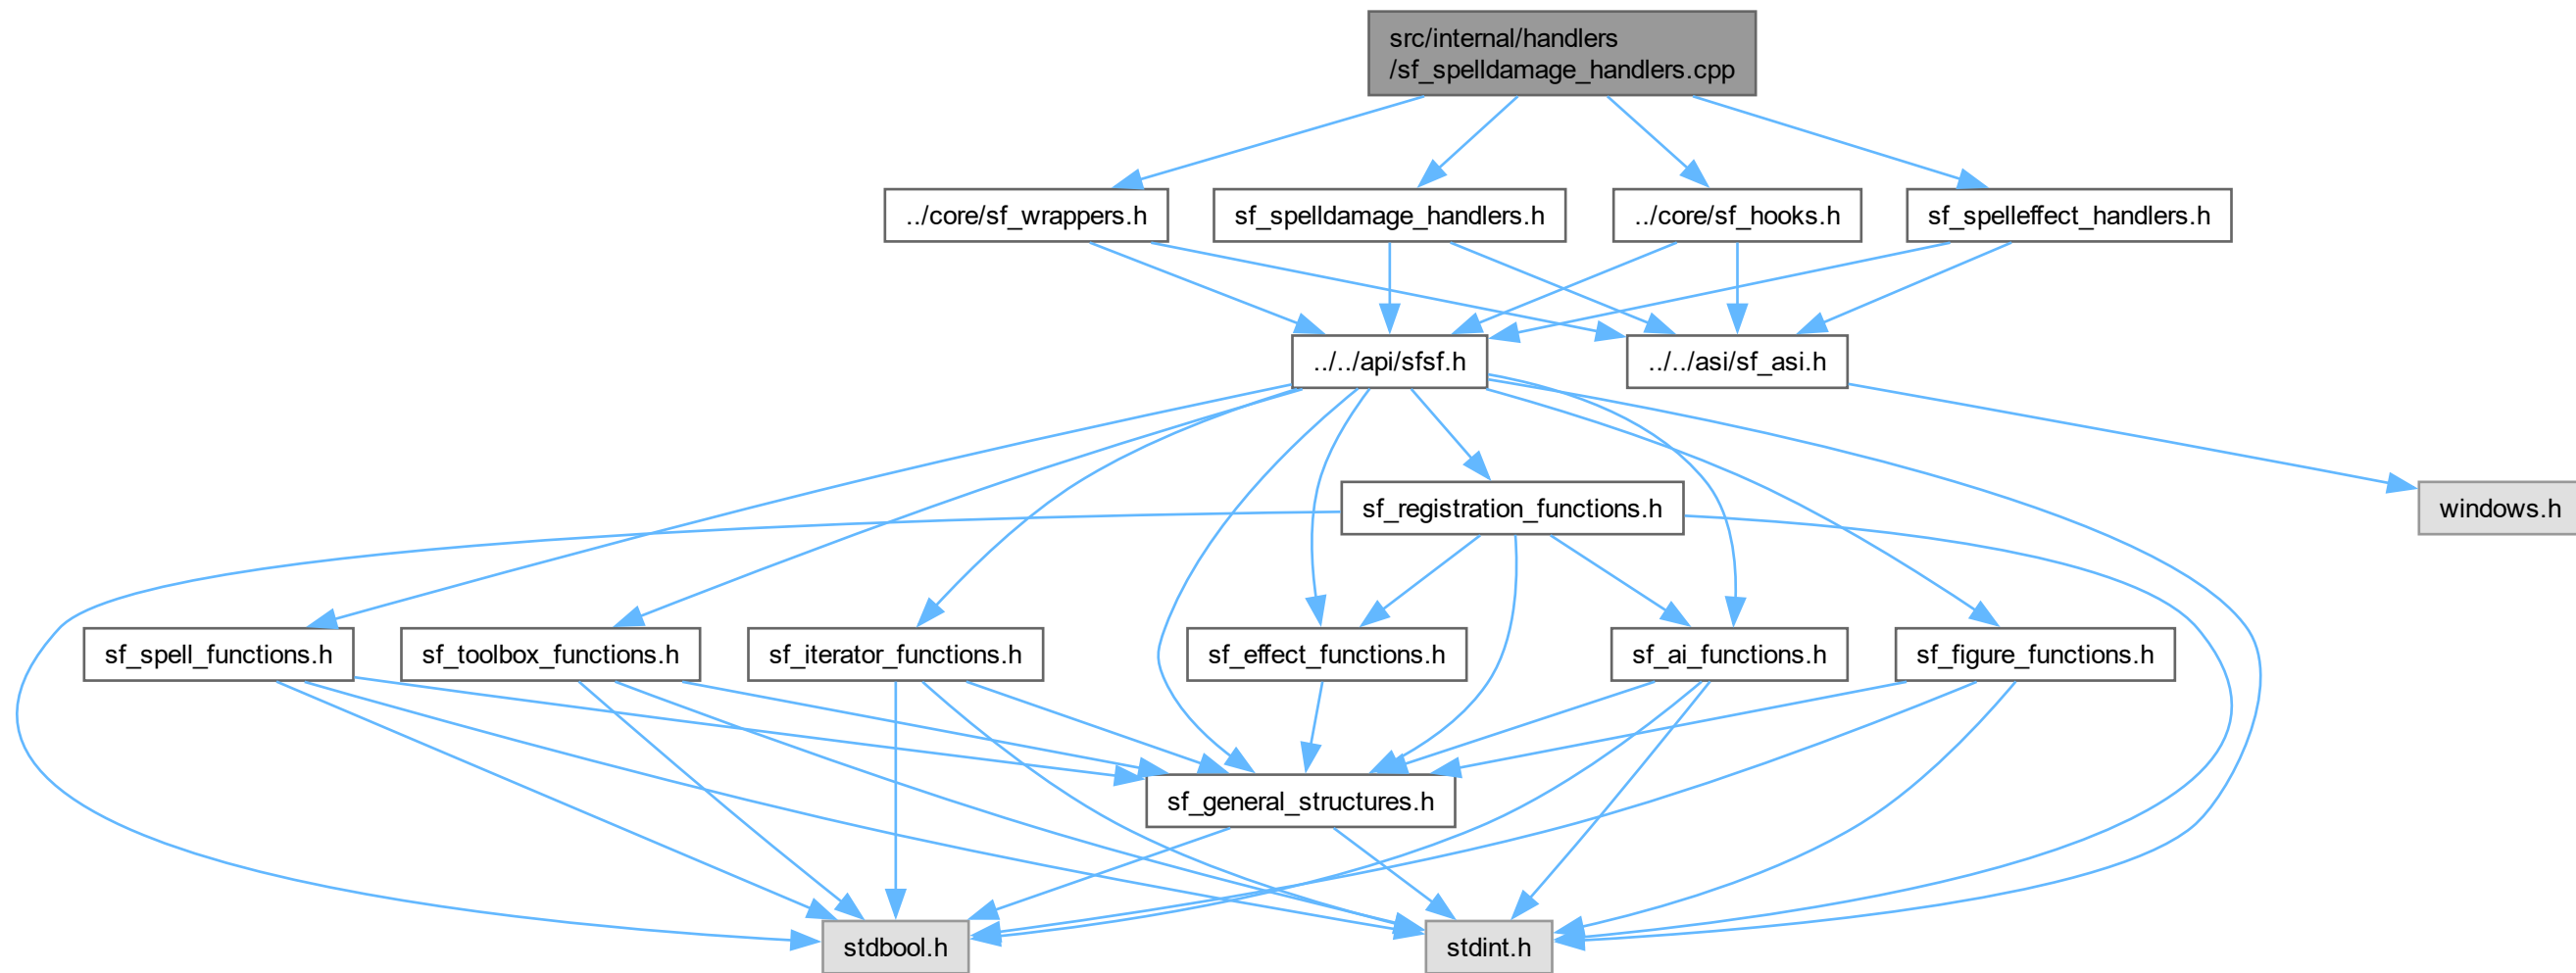 src/internal/handlers
/sf_spelldamage_handlers.cpp
../core/sf_wrappers.h
sf_spelldamage_handlers.h
../core/sf_hooks.h
sf_spelleffect_handlers.h
../../api/sfsf.h
../../asi/sf_asi.h
sf_registration_functions.h
windows.h
sf_spell_functions.h
sf_toolbox_functions.h
sf_iterator_functions.h
sf_effect_functions.h
sf_ai_functions.h
sf_figure_functions.h
sf_general_structures.h
stdbool.h
stdint.h